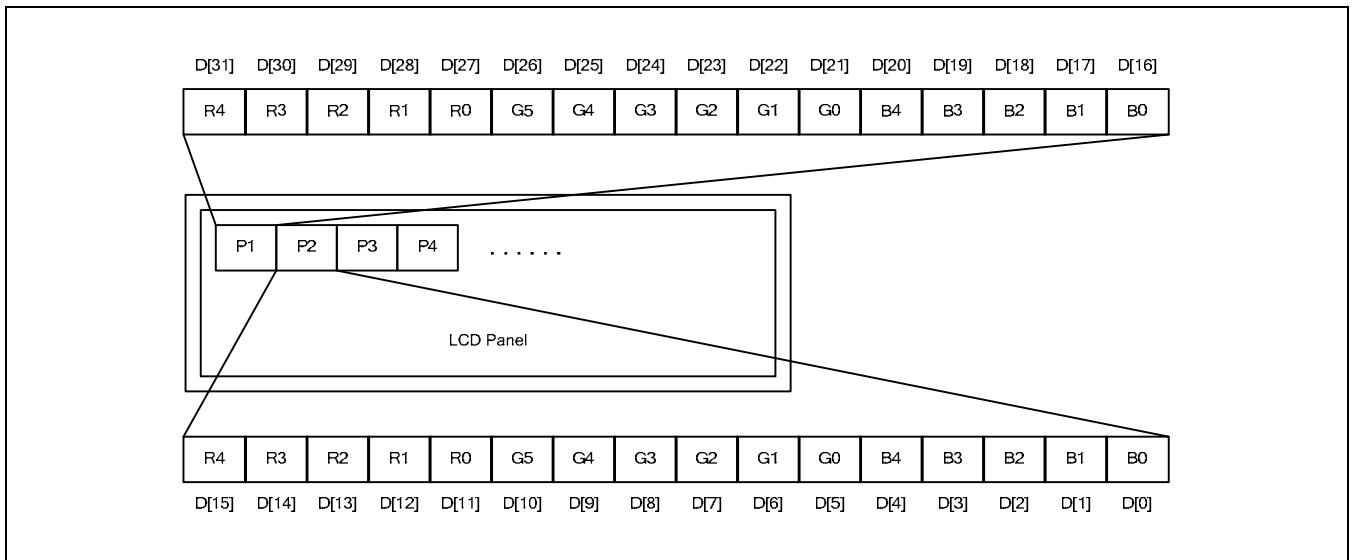 D[31] D[30] D[29] D[28] D[27] D[26] D[25] D[24] D[23] D[22] D[21] D[20] D[19] D[18] D[17] D[16]
R4 R3 R2 R1 R0 G5 G4 G3 G2 G1 G0 B4 B3 B2 B1 B0
P1 P2 P3 P4 . . . . . .
LCD Panel
R4 R3 R2 R1 R0 G5 G4 G3 G2 G1 G0 B4 B3 B2 B1 B0
D[15] D[14] D[13] D[12] D[11] D[10] D[9] D[8] D[7] D[6] D[5] D[4] D[3] D[2] D[1] D[0]